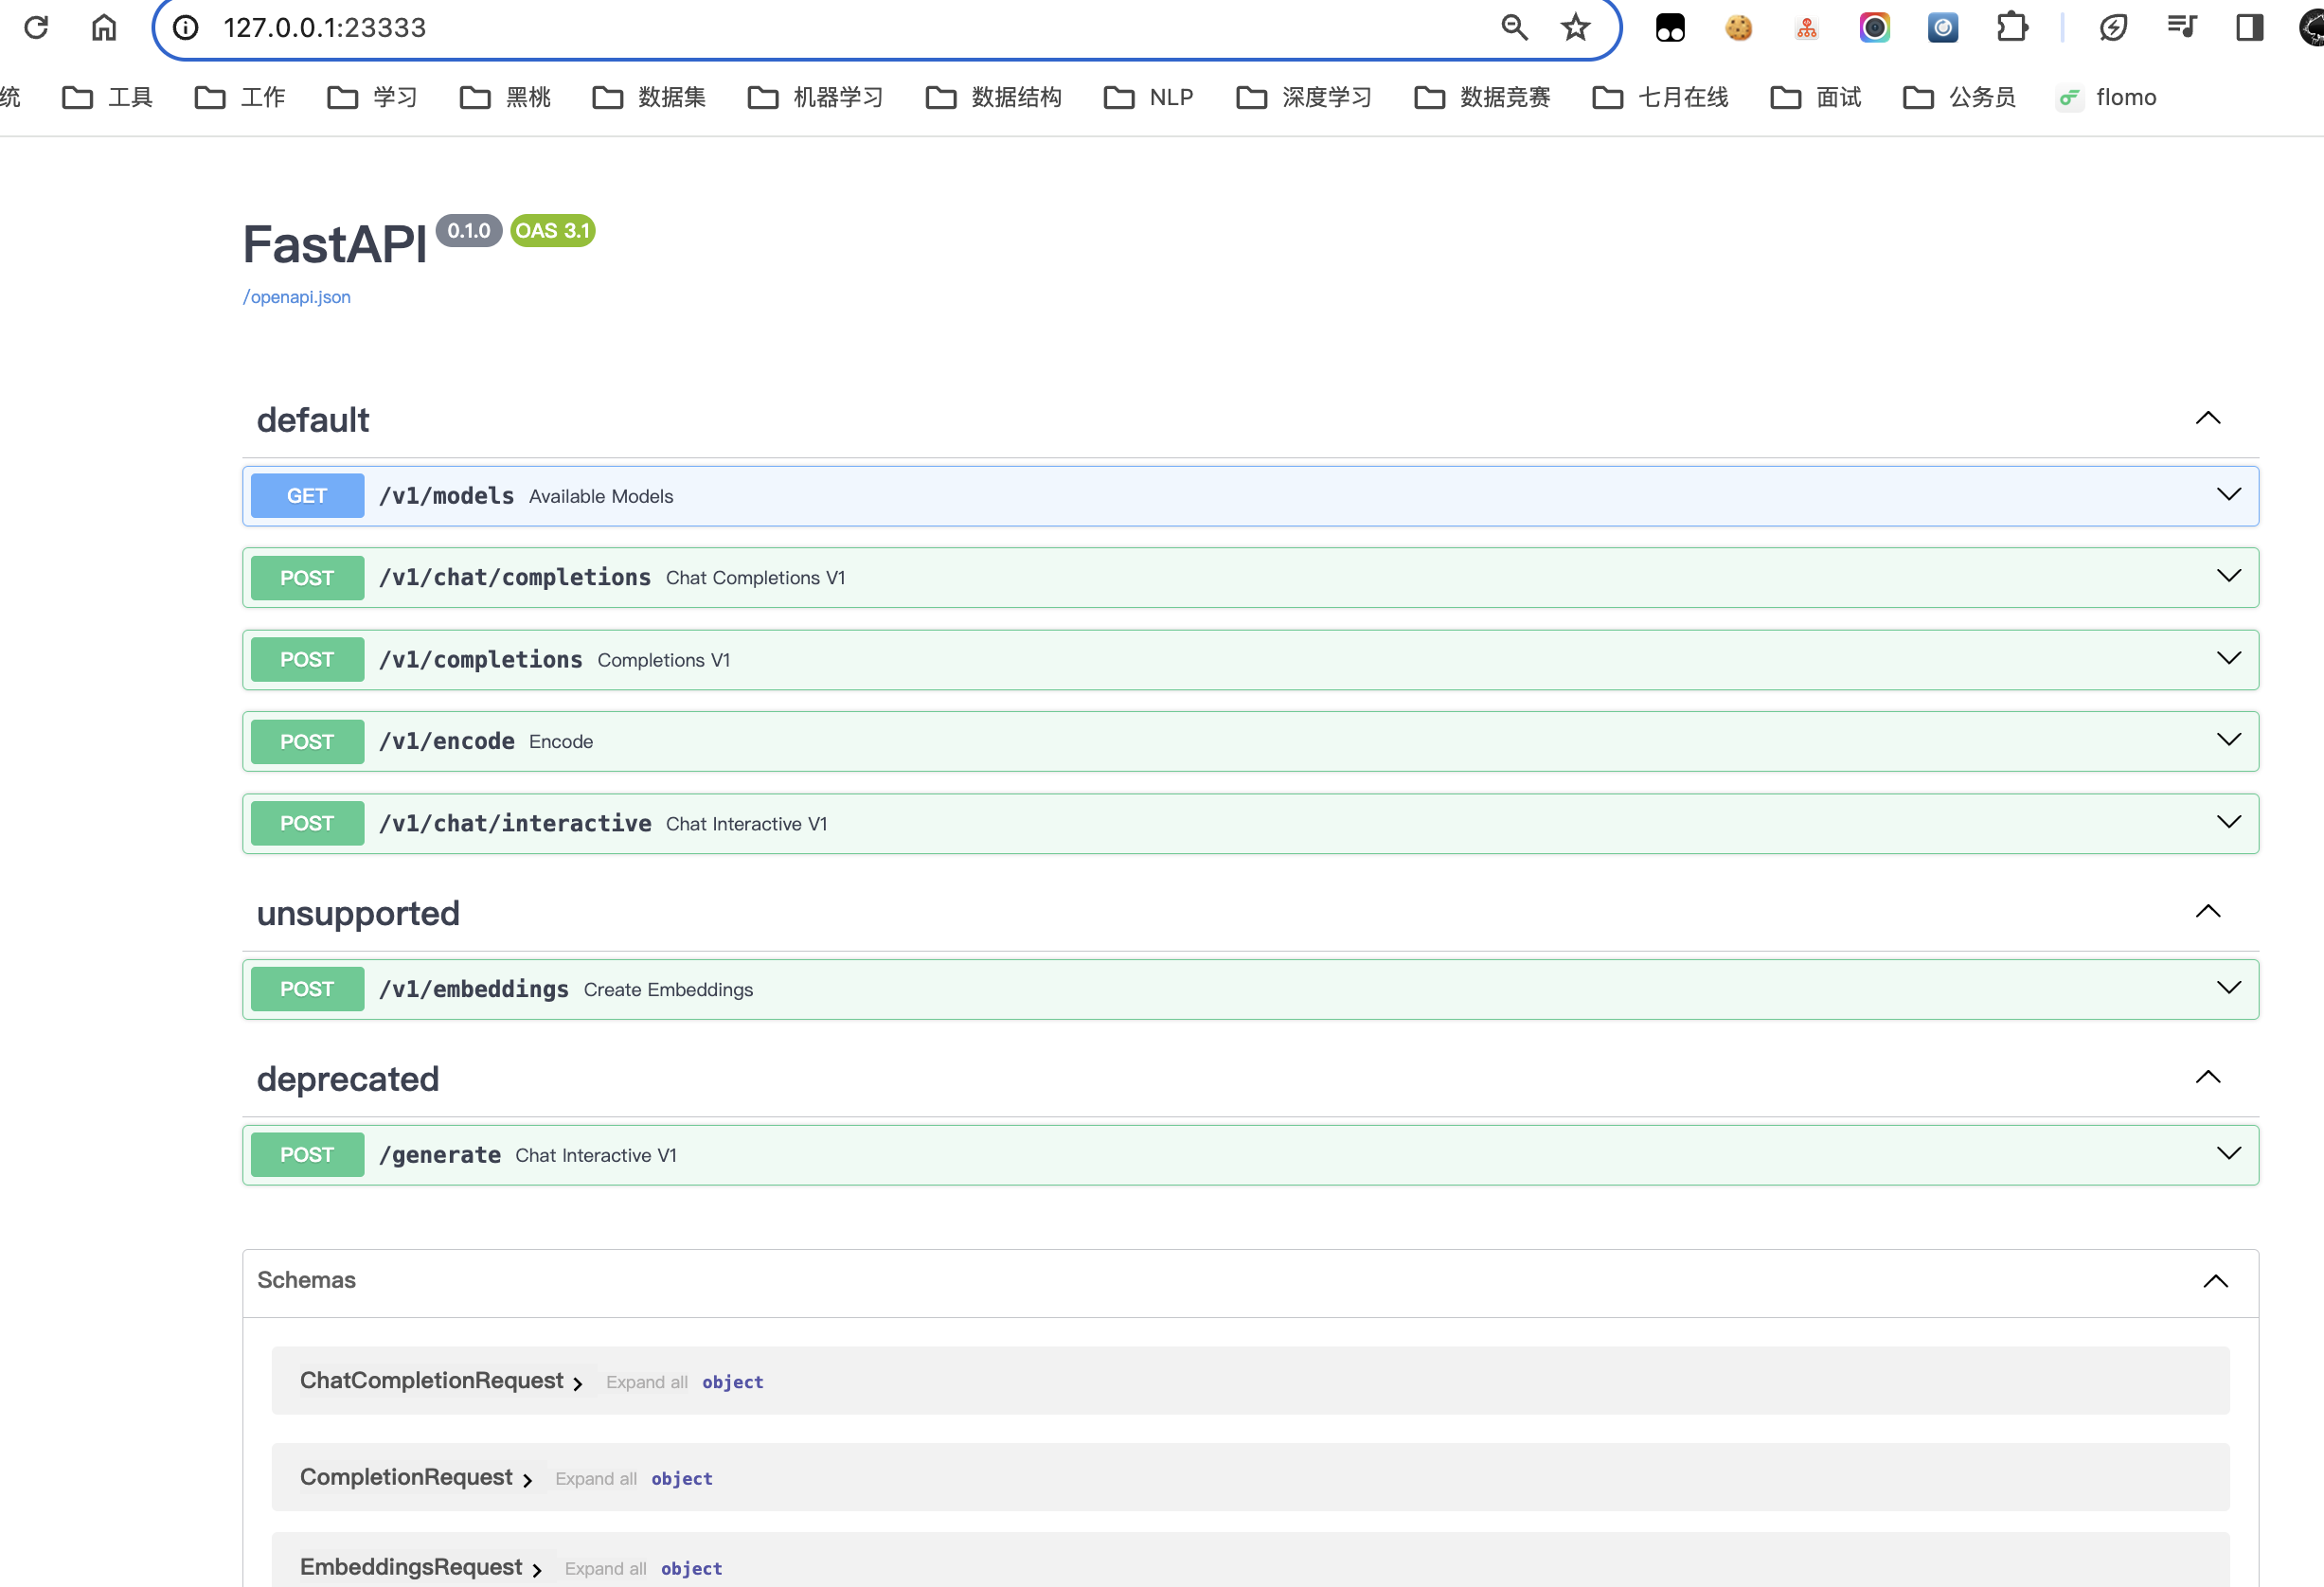 127.0.0.1:23333
统 工具 工作 学习 黑桃 数据集 机器学习 数据结构 NLP 深度学习 数据竞赛 七月在线 面试 公务员 flomo
FastAPI 0.1.0 OAS 3.1
/openapi.json
default
GET /v1/models Available Models
POST /v1/chat/completions Chat Completions V1
POST /v1/completions Completions V1
POST /v1/encode Encode
POST /v1/chat/interactive Chat Interactive V1
unsupported
POST /v1/embeddings Create Embeddings
deprecated
POST /generate Chat Interactive V1
Schemas
ChatCompletionRequest Expand all object
CompletionRequest Expand all object
EmbeddingsRequest Expand all object